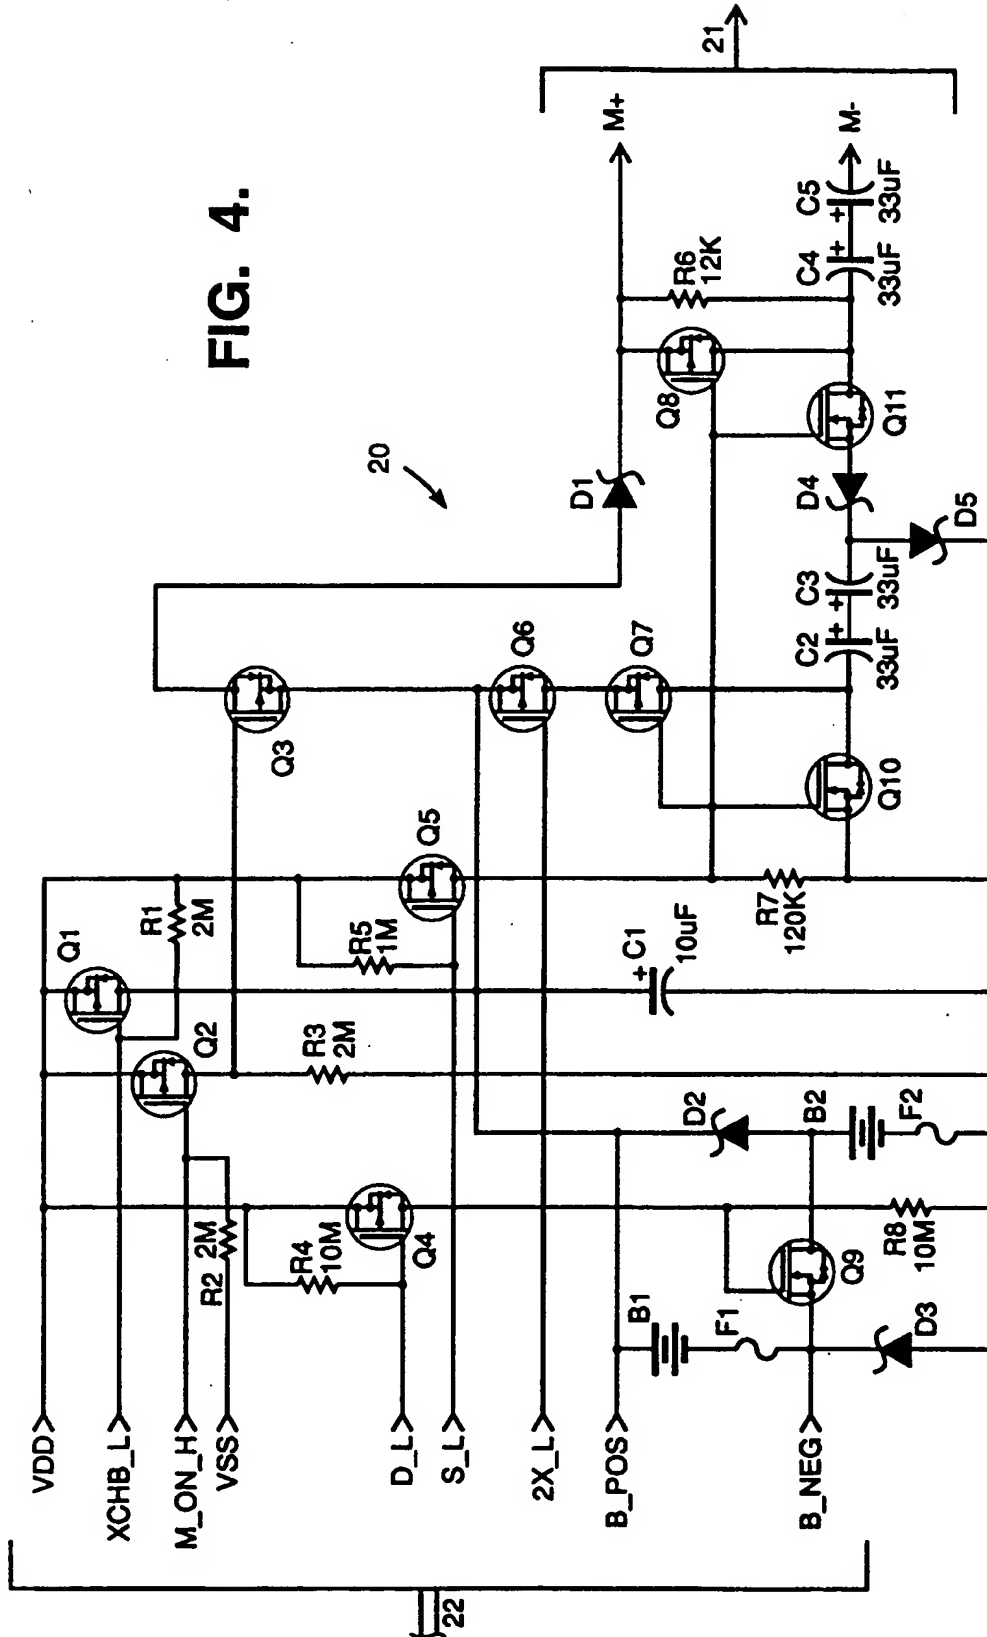 FIG. 4.
20
21
22
VDD
XCHB_L
M_ON_H
VSS
D_L
S_L
2X_L
B_POS
B_NEG
Q1
R1
2M
Q2
R2
2M
R3
2M
R4
10M
Q4
R5
1M
Q5
Q3
Q6
Q7
D1
Q8
R6
12K
M+
M-
B1
F1
D3
Q9
R8
10M
D2
B2
F2
+
C1
10uF
R7
120K
Q10
C2
+
33uF
C3
+
33uF
D4
D5
Q11
C4
+
33uF
C5
+
33uF